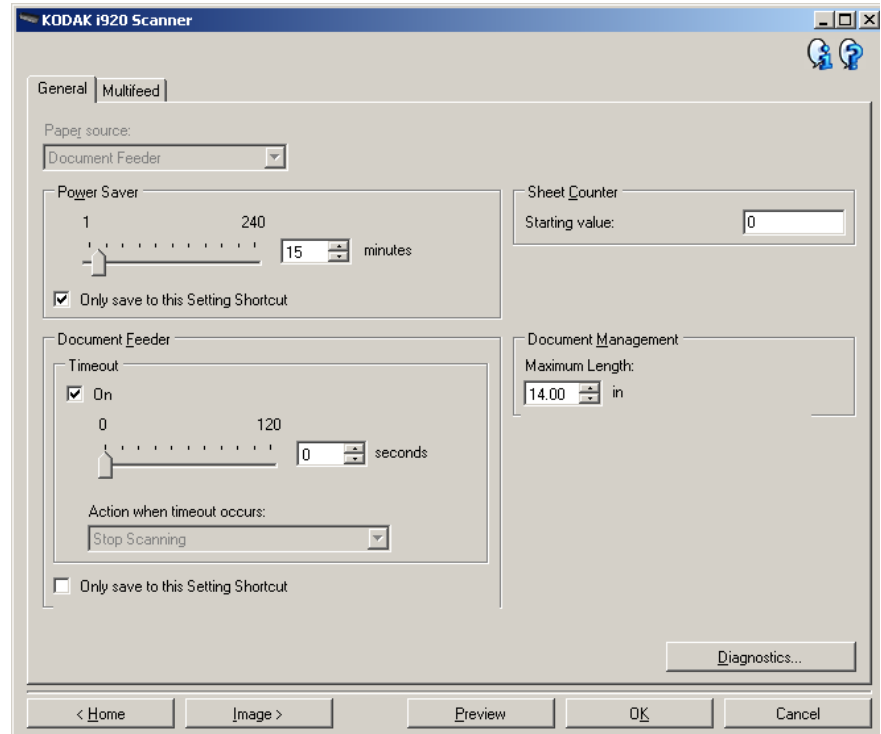 KODAK i920 Scanner
General
Multifeed
Paper source:
Document Feeder
Power Saver
1 240
15 minutes
Only save to this Setting Shortcut
Sheet Counter
Starting value: 0
Document Feeder
Timeout
On
0 120
0 seconds
Action when timeout occurs:
Stop Scanning
Only save to this Setting Shortcut
Document Management
Maximum Length:
14.00 in
Diagnostics...
< Home
Image >
Preview
OK
Cancel